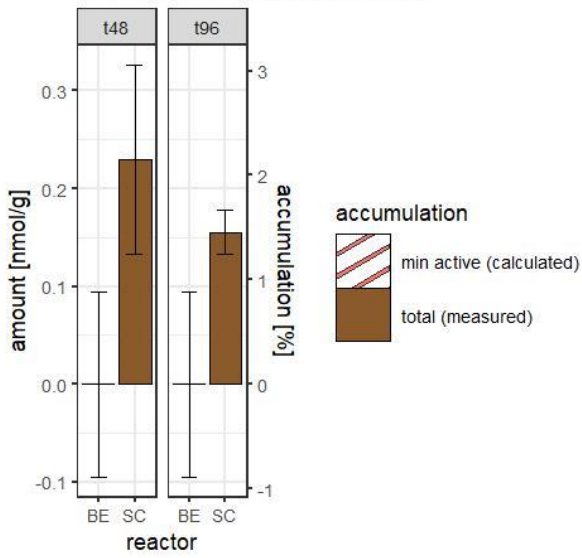 t48 t96
0.3
0.2
0.1
0.0
-0.1
amount [nmol/g]
3
2
1
0
-1
accumulation [%]
BE SC BE SC
reactor
accumulation
min active (calculated)
total (measured)